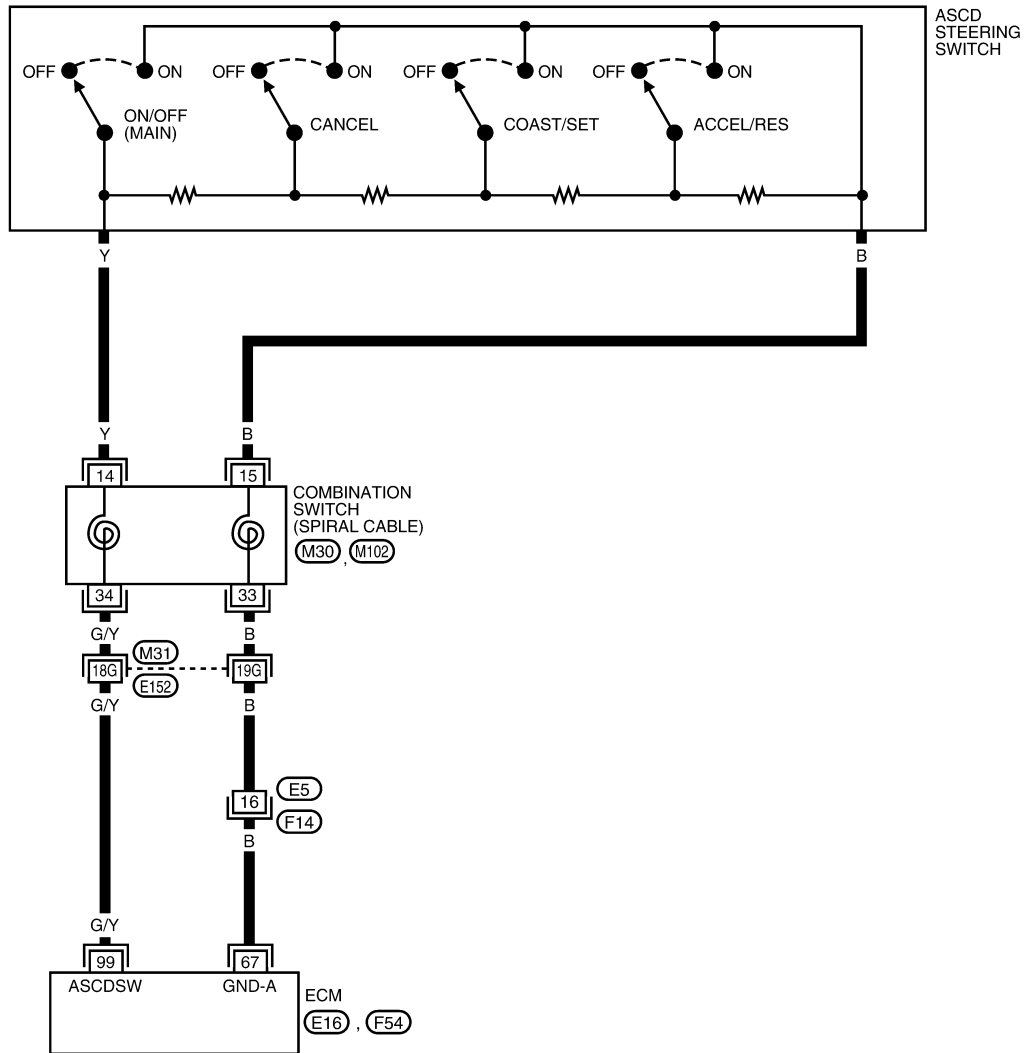 ASCD
STEERING
SWITCH
OFF ON OFF ON OFF ON OFF ON
ON/OFF
(MAIN)
CANCEL
COAST/SET
ACCEL/RES
Y B
Y B
14 15
COMBINATION
SWITCH
(SPIRAL CABLE)
M30 , M102
34 33
G/Y B
M31
18G 19G
E152
G/Y B
E5
16
F14
B
G/Y
99 67
ASCDSW GND-A
ECM
E16 , F54